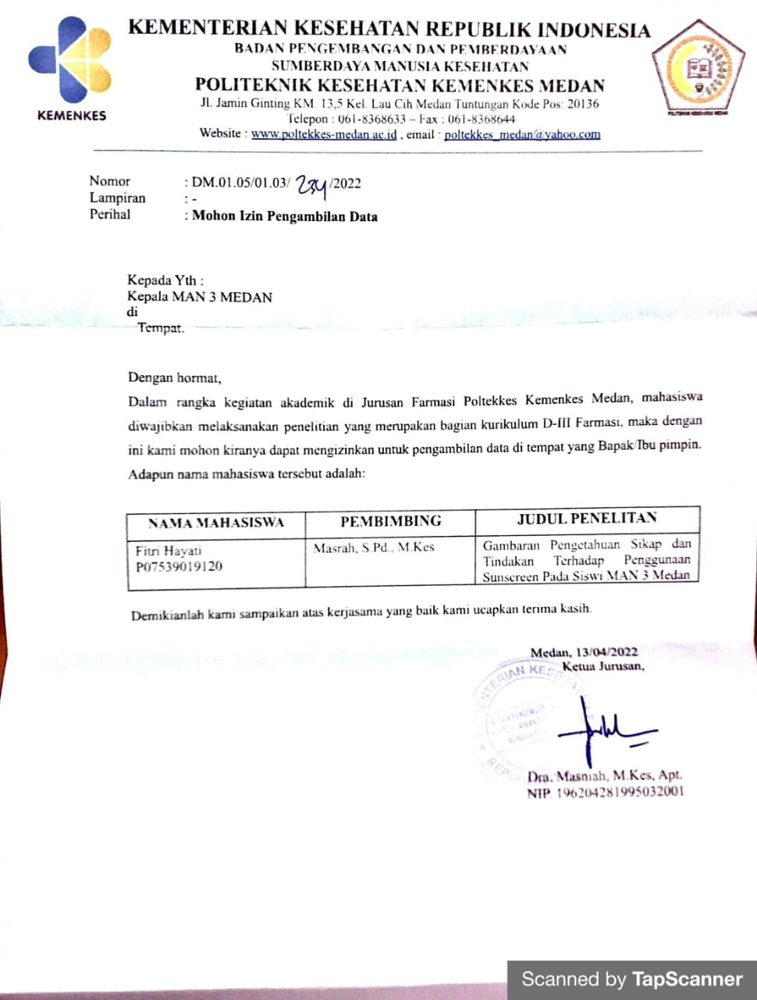 KEMENTERIAN KESEHATAN REPUBLIK INDONESIA
BADAN PENGEMBANGAN DAN PEMBERDAYAAN
SUMBERDAYA MANUSIA KESEHATAN
POLITEKNIK KESEHATAN KEMENKES MEDAN
Jl. Jamin Ginting KM. 13,5 Kel. Lau Cih Medan Tuntungan Kode Pos: 20136
Telepon : 061-8368633 – Fax : 061-8368644
Website : www.poltekkes-medan.ac.id , email : poltekkes_medan@yahoo.com
KEMENKES
POLITEKNIK KESEHATAN MEDAN
Nomor : DM.01.05/01.03/ 234 /2022
Lampiran : -
Perihal : Mohon Izin Pengambilan Data
Kepada Yth :
Kepala MAN 3 MEDAN
di
Tempat.
Dengan hormat,
Dalam rangka kegiatan akademik di Jurusan Farmasi Poltekkes Kemenkes Medan, mahasiswa
diwajibkan melaksanakan penelitian yang merupakan bagian kurikulum D-III Farmasi, maka dengan
ini kami mohon kiranya dapat mengizinkan untuk pengambilan data di tempat yang Bapak/Ibu pimpin.
Adapun nama mahasiswa tersebut adalah:
NAMA MAHASISWA PEMBIMBING JUDUL PENELITAN
Fitri Hayati Masrah, S.Pd., M.Kes Gambaran Pengetahuan Sikap dan
P07539019120 Tindakan Terhadap Penggunaan
Sunscreen Pada Siswi MAN 3 Medan
Demikianlah kami sampaikan atas kerjasama yang baik kami ucapkan terima kasih.
Medan, 13/04/2022
Ketua Jurusan,
Dra. Masniah, M.Kes, Apt.
NIP. 196204281995032001
Scanned by TapScanner